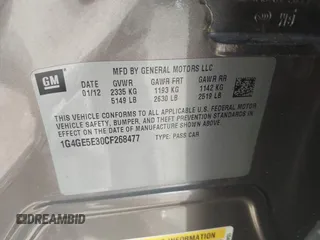 GM
MFD BY GENERAL MOTORS LLC
DATE GVWR GAWR FRT GAWR RR
01/12 2335 KG 1193 KG 1142 KG
5149 LB 2630 LB 2519 LB
THIS VEHICLE CONFORMS TO ALL APPLICABLE U.S. FEDERAL MOTOR
VEHICLE SAFETY, BUMPER, AND THEFT PREVENTION STANDARDS IN
EFFECT ON THE DATE OF MANUFACTURE SHOWN ABOVE.
1G4GE5E30CF268477 TYPE: PASS CAR
DREAMBID